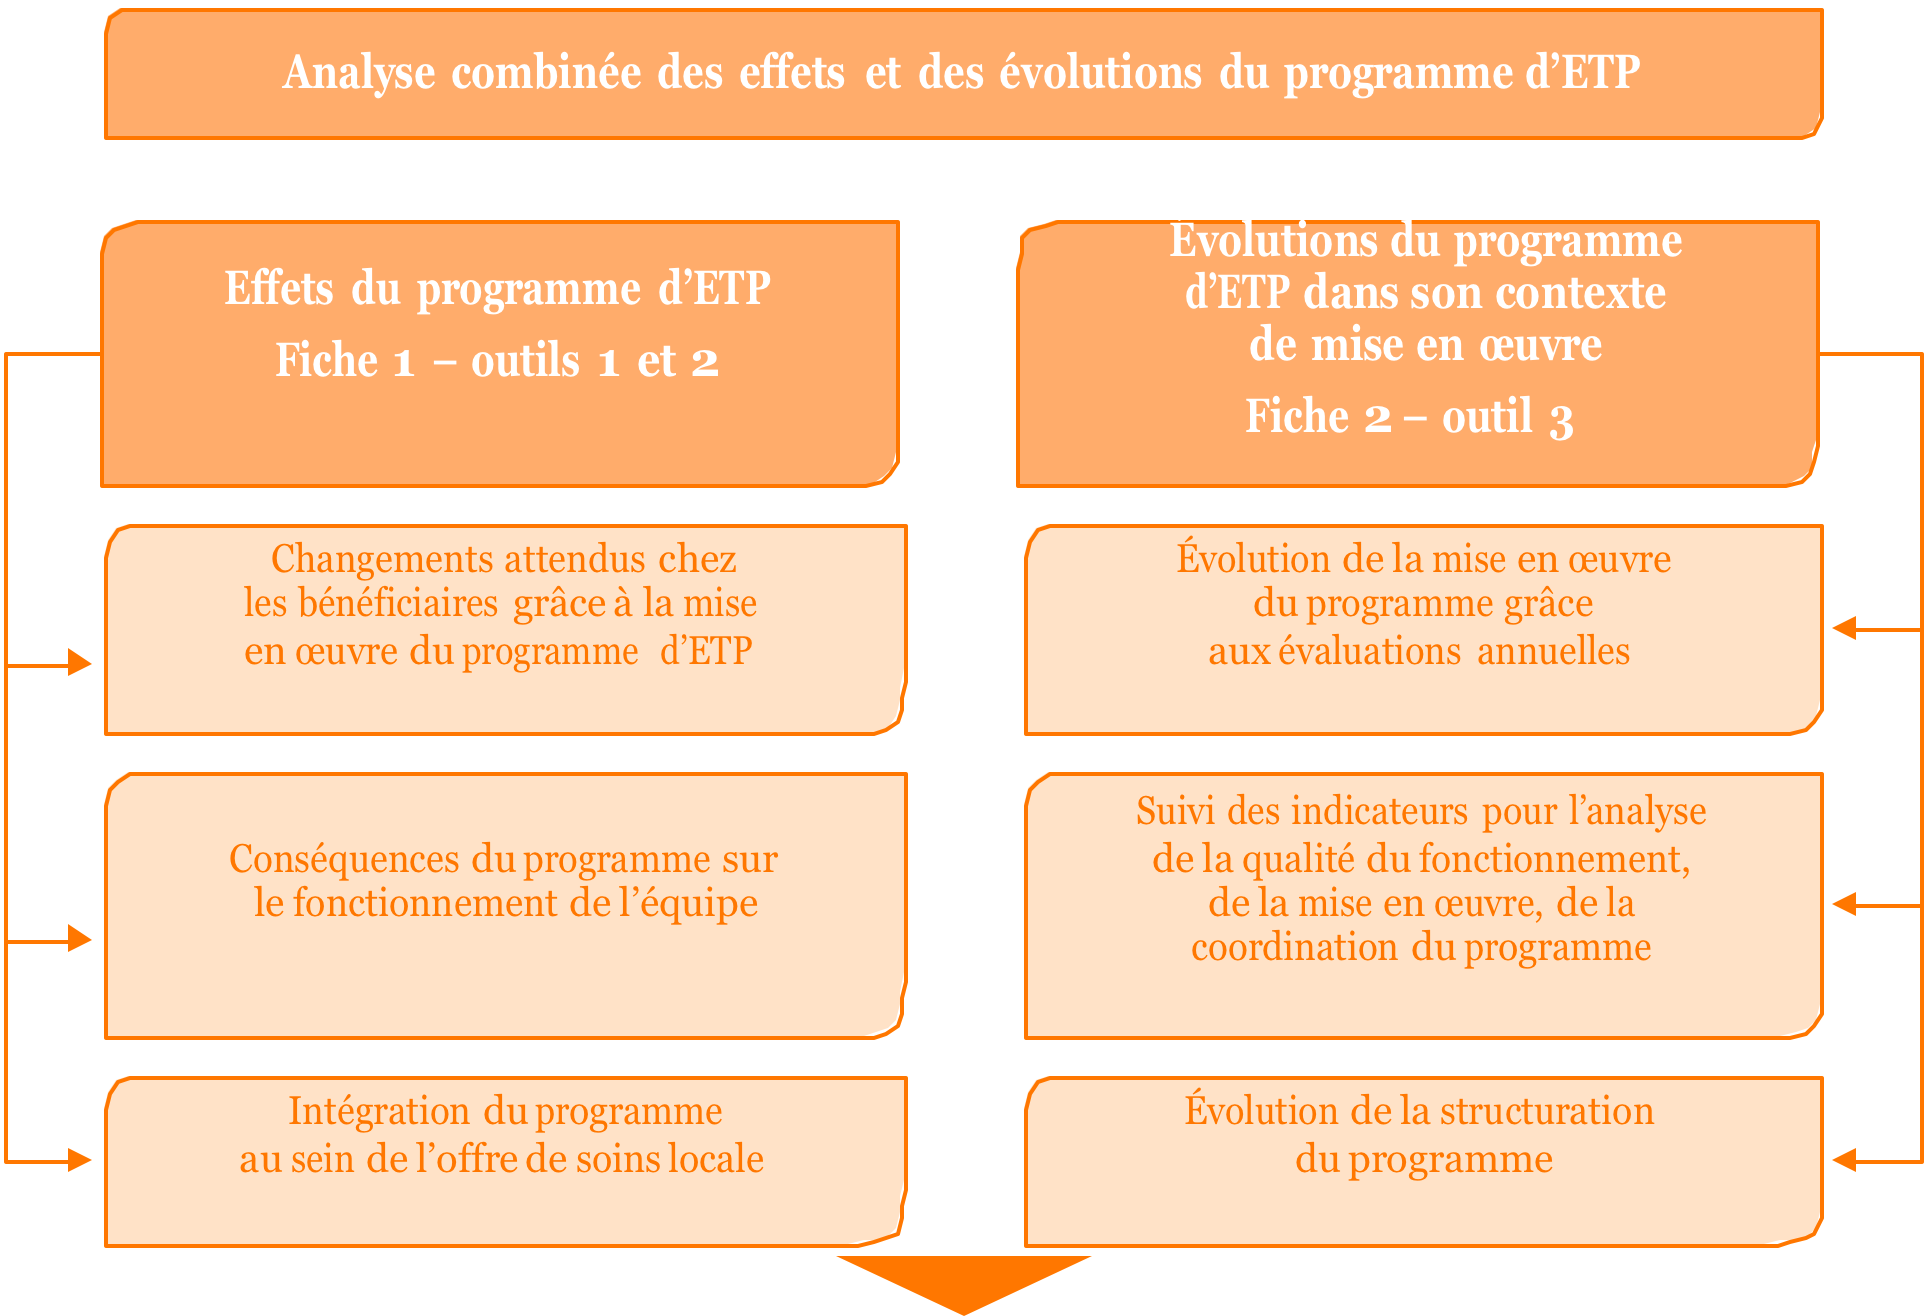 Analyse combinée des effets et des évolutions du programme d’ETP
Effets du programme d’ETP
Fiche 1 – outils 1 et 2
Évolutions du programme
d’ETP dans son contexte
de mise en œuvre
Fiche 2 – outil 3
Changements attendus chez
les bénéficiaires grâce à la mise
en œuvre du programme d’ETP
Évolution de la mise en œuvre
du programme grâce
aux évaluations annuelles
Conséquences du programme sur
le fonctionnement de l’équipe
Suivi des indicateurs pour l’analyse
de la qualité du fonctionnement,
de la mise en œuvre, de la
coordination du programme
Intégration du programme
au sein de l’offre de soins locale
Évolution de la structuration
du programme